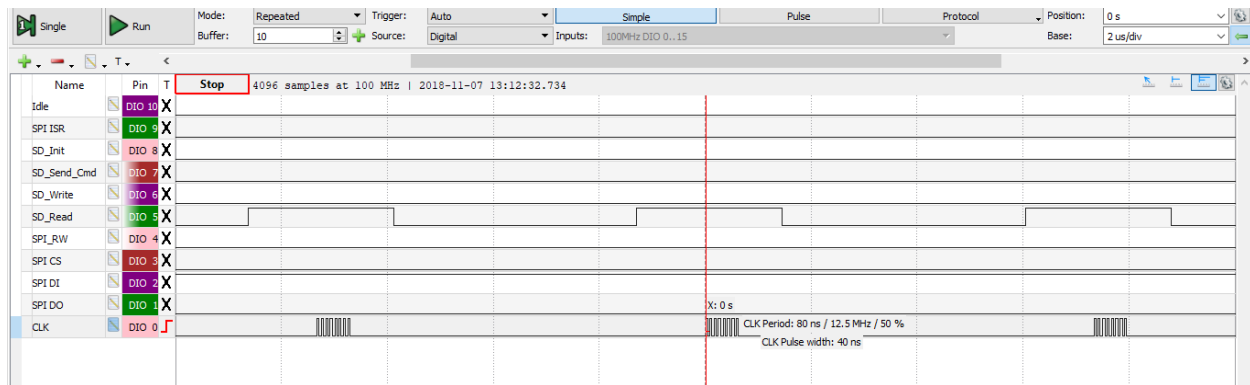 Single Run Mode: Repeated Trigger: Auto Simple Pulse Protocol Position: 0 s
Buffer: 10 Source: Digital Inputs: 100MHz DIO 0..15 Base: 2 us/div
T
Name Pin T Stop 4096 samples at 100 MHz | 2018-11-07 13:12:32.734
Idle DIO 10 X
SPI ISR DIO 9 X
SD_Init DIO 8 X
SD_Send_Cmd DIO 7 X
SD_Write DIO 6 X
SD_Read DIO 5 X
SPI_RW DIO 4 X
SPI CS DIO 3 X
SPI DI DIO 2 X
SPI DO DIO 1 X X: 0 s
CLK DIO 0 CLK Period: 80 ns / 12.5 MHz / 50 %
CLK Pulse width: 40 ns